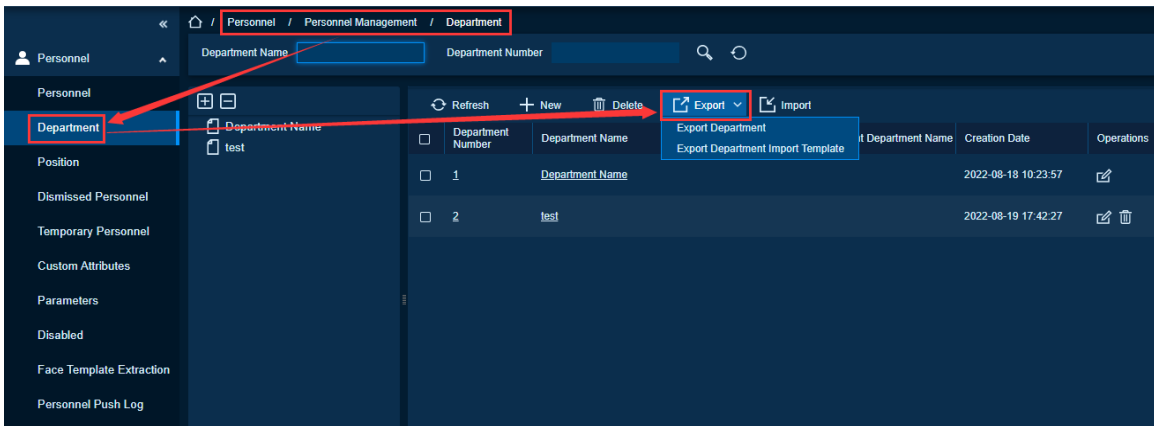 « / Personnel / Personnel Management / Department
Department Name Department Number
Personnel
Personnel
Department
Position
Dismissed Personnel
Temporary Personnel
Custom Attributes
Parameters
Disabled
Face Template Extraction
Personnel Push Log
Department Name
test
Refresh New Delete Export Import
Export Department
Export Department Import Template
Department Number Department Name t Department Name Creation Date Operations
1 Department Name 2022-08-18 10:23:57
2 test 2022-08-19 17:42:27